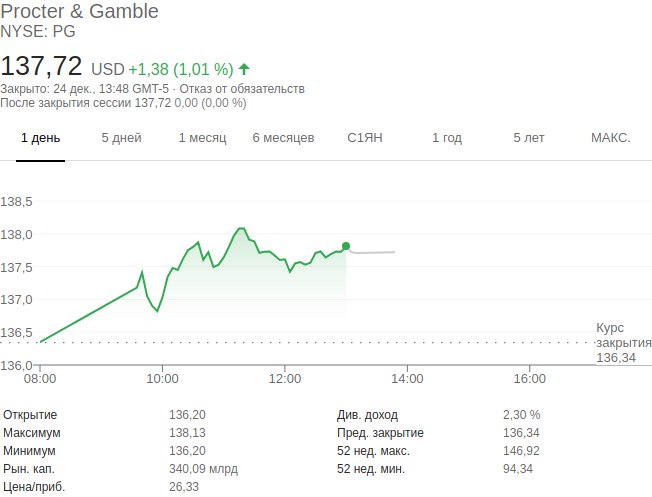 Procter & Gamble
NYSE: PG
137,72 USD +1,38 (1,01 %)
Закрыто: 24 дек., 13:48 GMT-5 · Отказ от обязательств
После закрытия сессии 137,72 0,00 (0,00 %)
1 день 5 дней 1 месяц 6 месяцев С1ЯН 1 год 5 лет МАКС.
138,5
138,0
137,5
137,0
136,5
136,0
Курс
закрытия
136,34
08:00 10:00 12:00 14:00 16:00
Открытие 136,20 Див. доход 2,30 %
Максимум 138,13 Пред. закрытие 136,34
Минимум 136,20 52 нед. макс. 146,92
Рын. кап. 340,09 млрд 52 нед. мин. 94,34
Цена/приб. 26,33